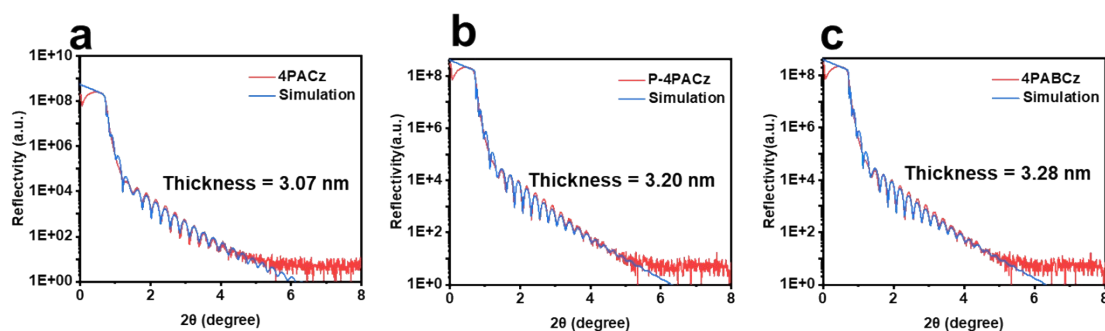 a
1E+10
1E+08
1E+06
1E+04
1E+02
1E+00
Reflectivity (a.u.)
4PACz
Simulation
Thickness = 3.07 nm
0 2 4 6 8
2θ (degree)
b
1E+8
1E+6
1E+4
1E+2
1E+0
Reflectivity(a.u.)
P-4PACz
Simulation
Thickness = 3.20 nm
0 2 4 6 8
2θ (degree)
c
1E+8
1E+6
1E+4
1E+2
1E+0
Reflectivity(a.u.)
4PABCz
Simulation
Thickness = 3.28 nm
0 2 4 6 8
2θ (degree)